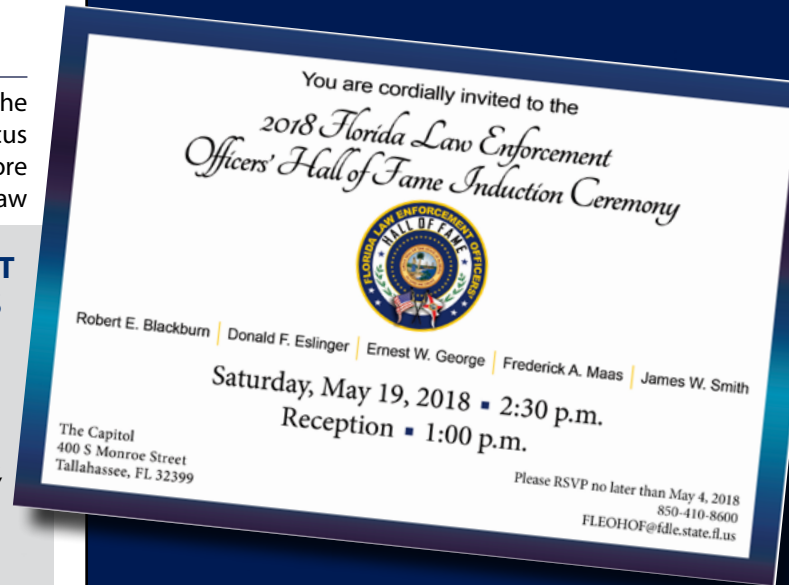 he
cus
ore
aw
T
You are cordially invited to the
2018 Florida Law Enforcement
Officers' Hall of Fame Induction Ceremony
FLORIDA LAW ENFORCEMENT OFFICERS'
HALL OF FAME
Robert E. Blackburn | Donald F. Eslinger | Ernest W. George | Frederick A. Maas | James W. Smith
Saturday, May 19, 2018 ▪ 2:30 p.m.
Reception ▪ 1:00 p.m.
The Capitol
400 S Monroe Street
Tallahassee, FL 32399
Please RSVP no later than May 4, 2018
850-410-8600
FLEOHOF@fdle.state.fl.us